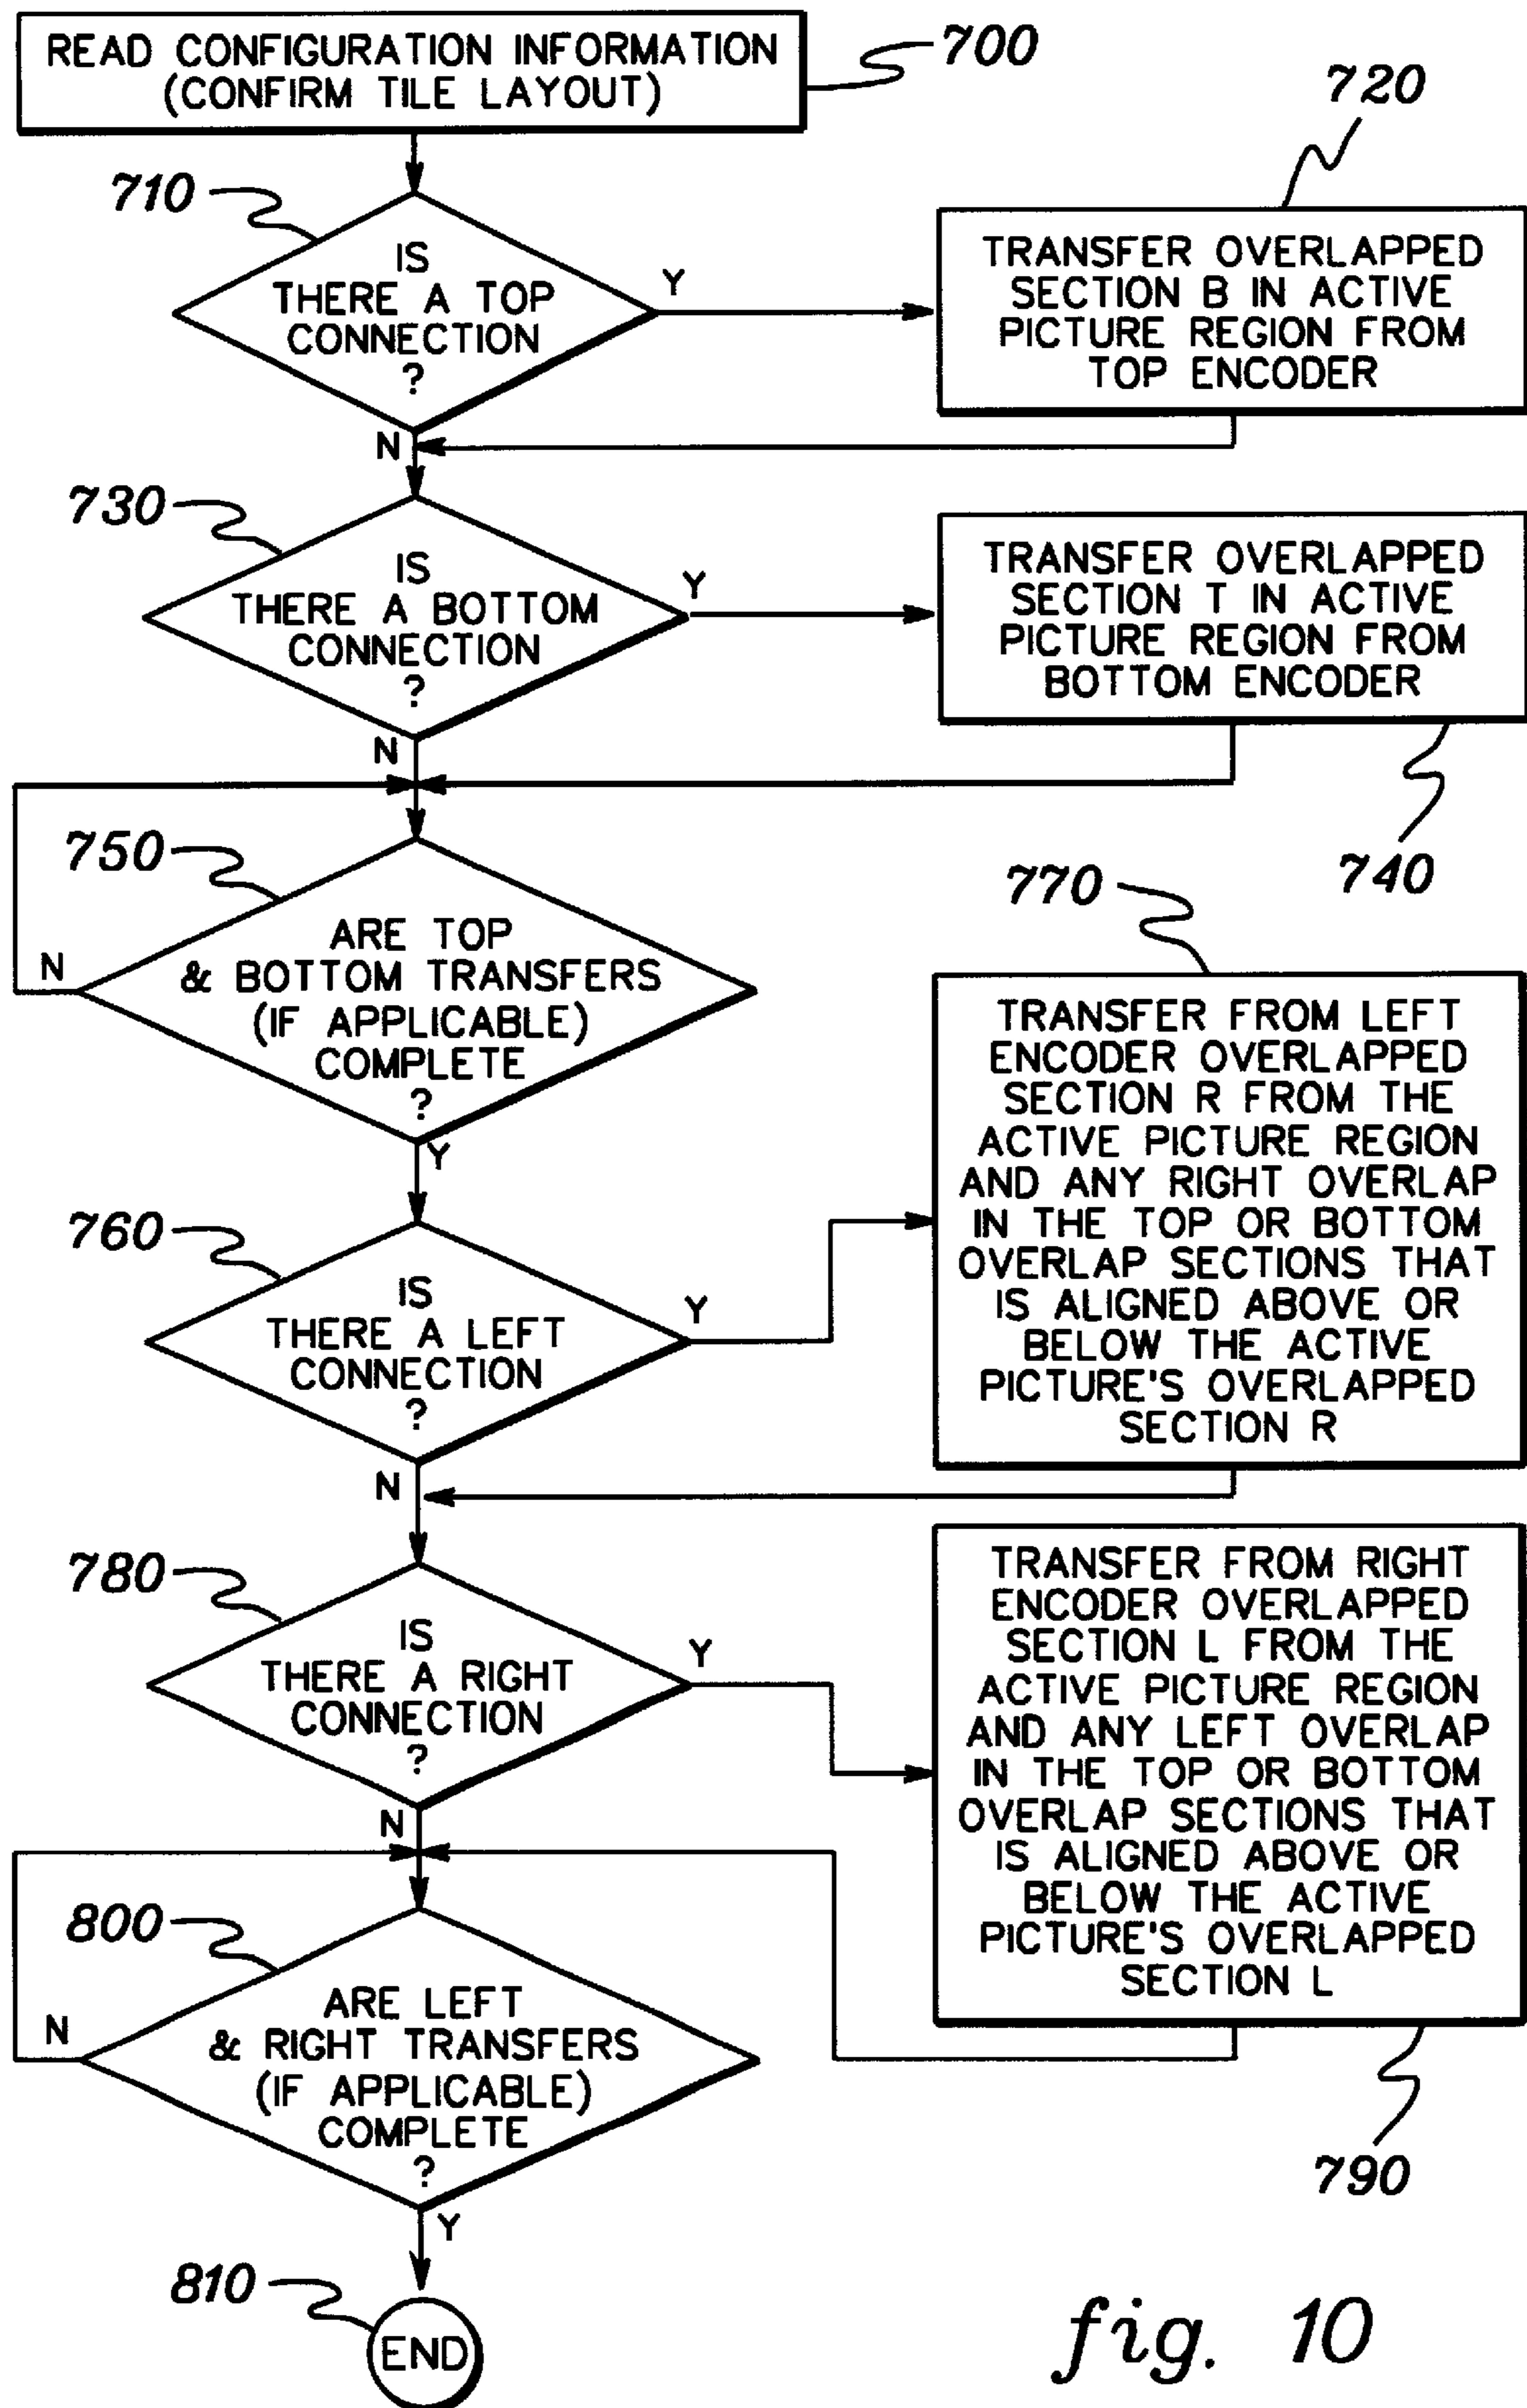 READ CONFIGURATION INFORMATION
(CONFIRM TILE LAYOUT)
700
710
IS
THERE A TOP
CONNECTION
?
Y
N
720
TRANSFER OVERLAPPED
SECTION B IN ACTIVE
PICTURE REGION FROM
TOP ENCODER
730
IS
THERE A BOTTOM
CONNECTION
?
Y
N
TRANSFER OVERLAPPED
SECTION T IN ACTIVE
PICTURE REGION FROM
BOTTOM ENCODER
740
750
ARE TOP
& BOTTOM TRANSFERS
(IF APPLICABLE)
COMPLETE
?
N
Y
760
IS
THERE A LEFT
CONNECTION
?
Y
N
770
TRANSFER FROM LEFT
ENCODER OVERLAPPED
SECTION R FROM THE
ACTIVE PICTURE REGION
AND ANY RIGHT OVERLAP
IN THE TOP OR BOTTOM
OVERLAP SECTIONS THAT
IS ALIGNED ABOVE OR
BELOW THE ACTIVE
PICTURE'S OVERLAPPED
SECTION R
780
IS
THERE A RIGHT
CONNECTION
?
Y
N
TRANSFER FROM RIGHT
ENCODER OVERLAPPED
SECTION L FROM THE
ACTIVE PICTURE REGION
AND ANY LEFT OVERLAP
IN THE TOP OR BOTTOM
OVERLAP SECTIONS THAT
IS ALIGNED ABOVE OR
BELOW THE ACTIVE
PICTURE'S OVERLAPPED
SECTION L
790
800
ARE LEFT
& RIGHT TRANSFERS
(IF APPLICABLE)
COMPLETE
?
N
Y
810
END
fig. 10